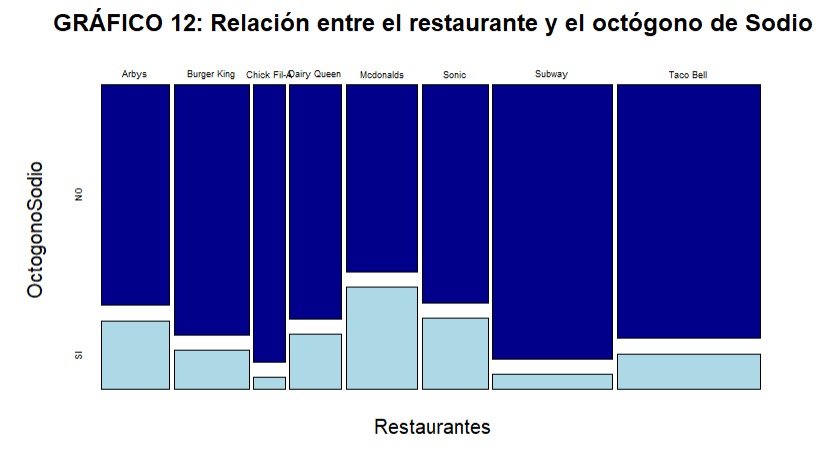 GRÁFICO 12: Relación entre el restaurante y el octógono de Sodio
Arbys Burger King Chick Fil-A Dairy Queen Mcdonalds Sonic Subway Taco Bell
OctogonoSodio
NO
SI
Restaurantes